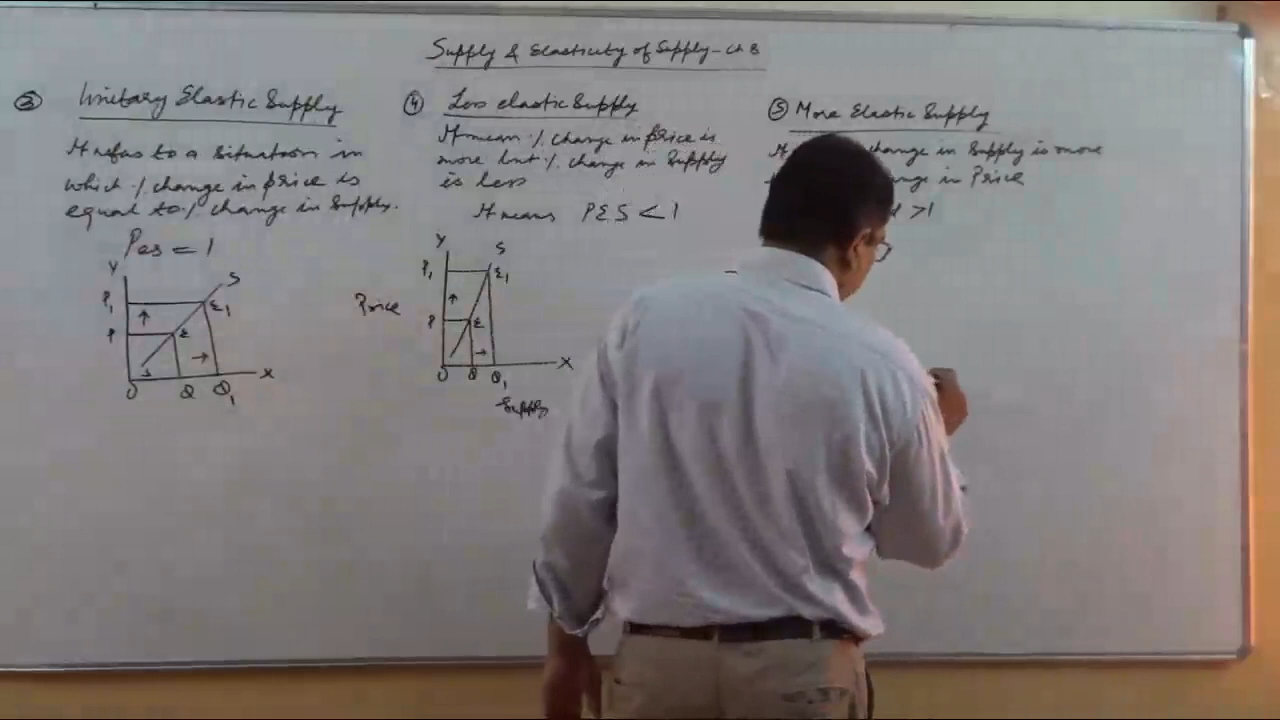 Supply & Elasticity of Supply - Ch 8
③ Unitary Elastic Supply
It refers to a situation in
which % change in price is
equal to % change in Supply.
Pes = 1
Y
S
P1
E1
P
E
O
Q
Q1
X
④ Less elastic Supply
It mean % change in price is
more but % change in Supply
is less
It means PES < 1
Y
S
P1
E1
Price
P
E
O
Q
Q1
X
Supply
⑤ More Elastic Supply
change in Supply is more
change in Price
>1